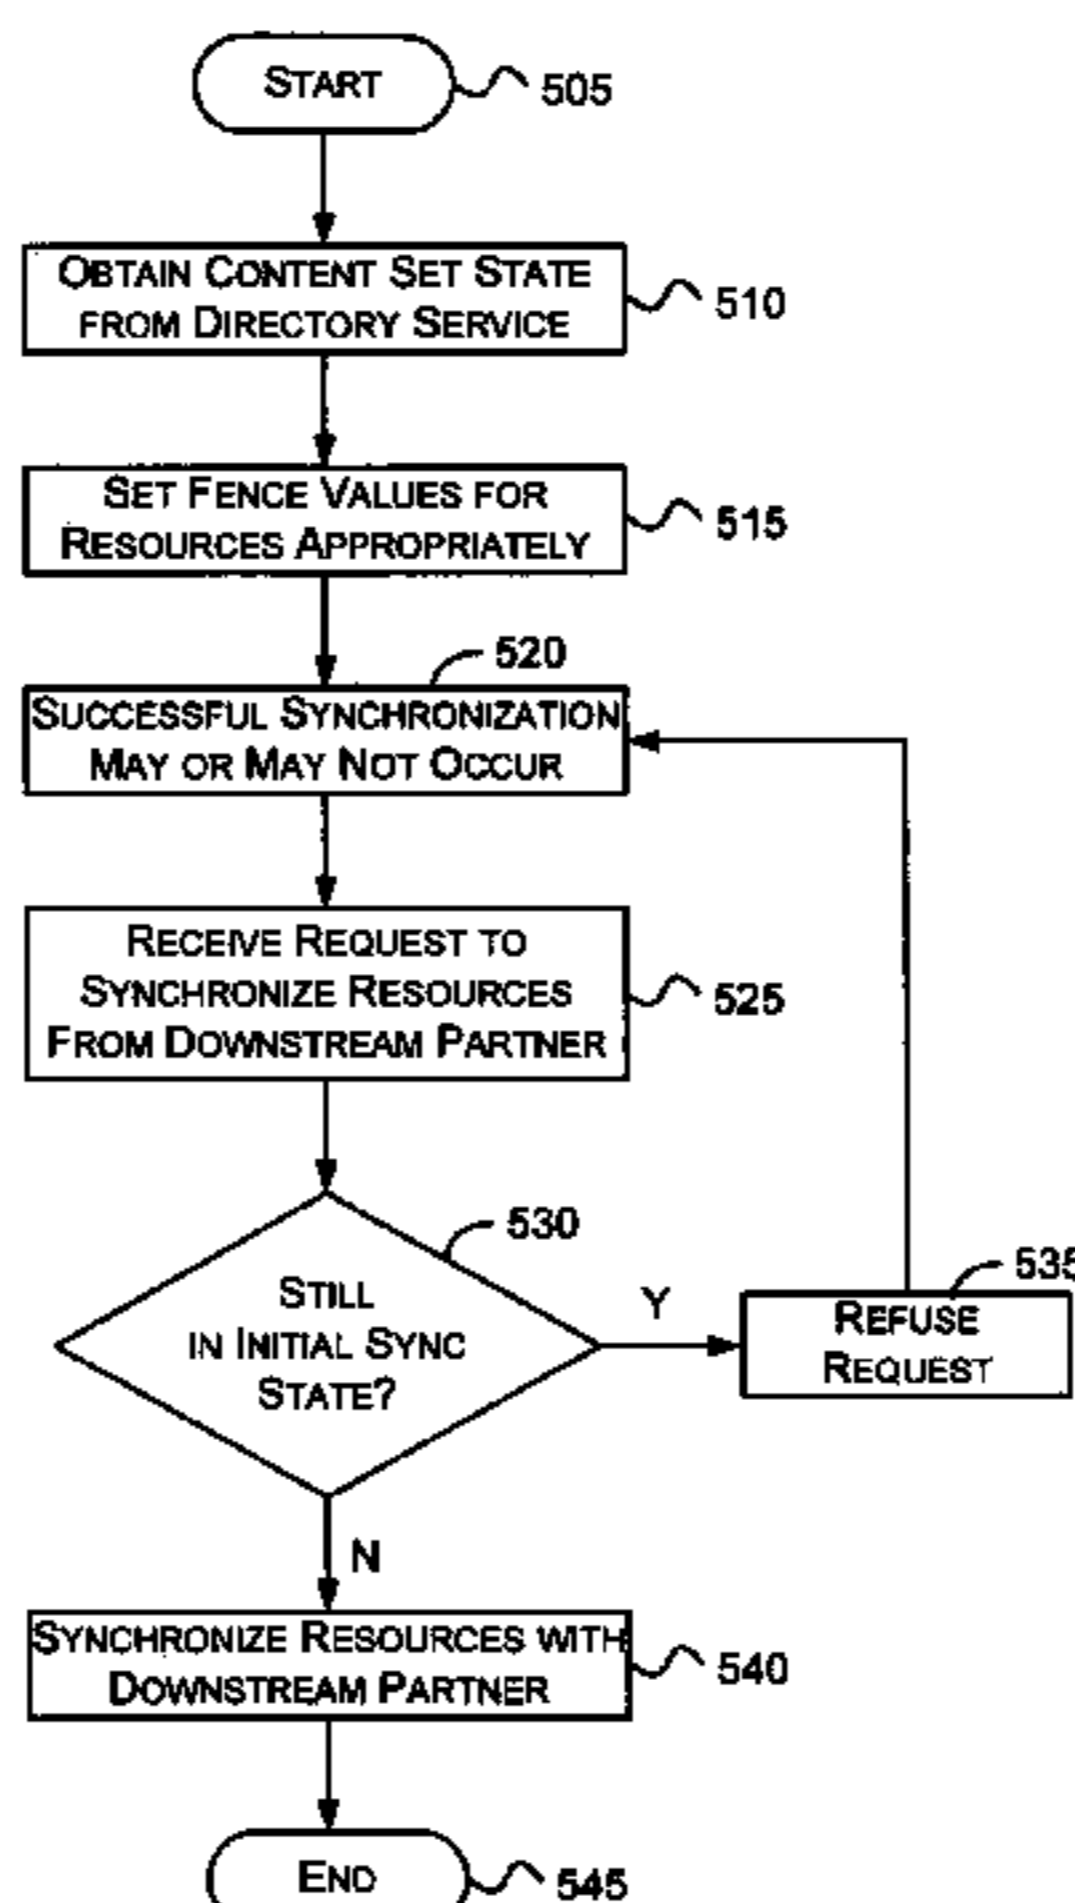 START
505
OBTAIN CONTENT SET STATE
FROM DIRECTORY SERVICE
510
SET FENCE VALUES FOR
RESOURCES APPROPRIATELY
515
520
SUCCESSFUL SYNCHRONIZATION
MAY OR MAY NOT OCCUR
RECEIVE REQUEST TO
SYNCHRONIZE RESOURCES
FROM DOWNSTREAM PARTNER
525
530
STILL
IN INITIAL SYNC
STATE?
Y
535
REFUSE
REQUEST
N
SYNCHRONIZE RESOURCES WITH
DOWNSTREAM PARTNER
540
END
545